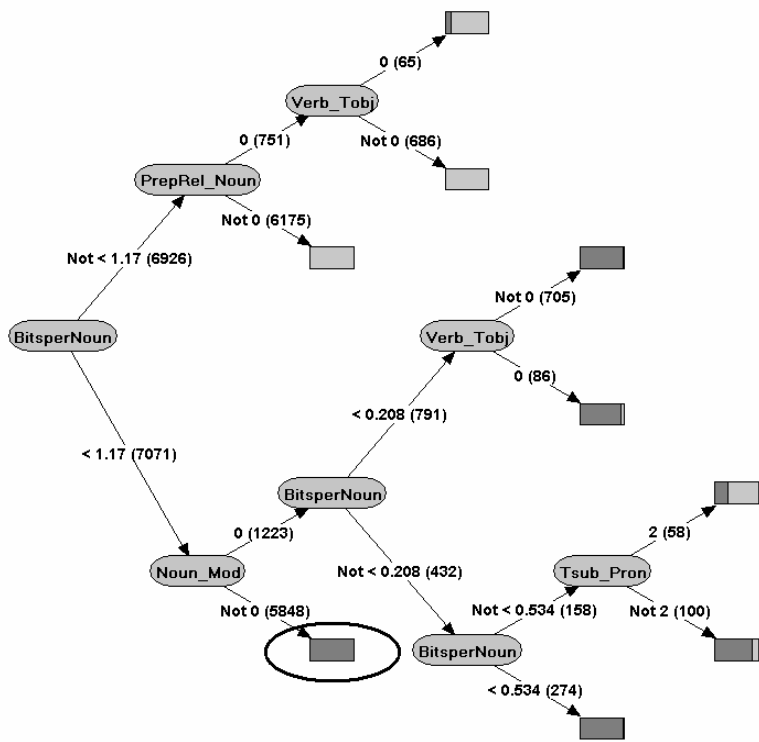 0 (65)
Verb_Tobj
0 (751)
Not 0 (686)
PrepRel_Noun
Not 0 (6175)
Not < 1.17 (6926)
Not 0 (705)
BitsperNoun
Verb_Tobj
0 (86)
< 0.208 (791)
< 1.17 (7071)
BitsperNoun
2 (58)
0 (1223)
Noun_Mod
Not < 0.208 (432)
Tsub_Pron
Not 0 (5848)
Not < 0.534 (158)
Not 2 (100)
BitsperNoun
< 0.534 (274)